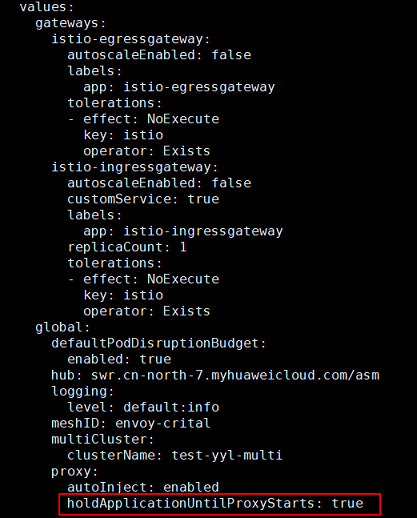 values:
  gateways:
    istio-egressgateway:
      autoscaleEnabled: false
      labels:
        app: istio-egressgateway
      tolerations:
      - effect: NoExecute
        key: istio
        operator: Exists
    istio-ingressgateway:
      autoscaleEnabled: false
      customService: true
      labels:
        app: istio-ingressgateway
      replicaCount: 1
      tolerations:
      - effect: NoExecute
        key: istio
        operator: Exists
  global:
    defaultPodDisruptionBudget:
      enabled: true
    hub: swr.cn-north-7.myhuaweicloud.com/asm
    logging:
      level: default:info
    meshID: envoy-crital
    multiCluster:
      clusterName: test-yyl-multi
    proxy:
      autoInject: enabled
      holdApplicationUntilProxyStarts: true